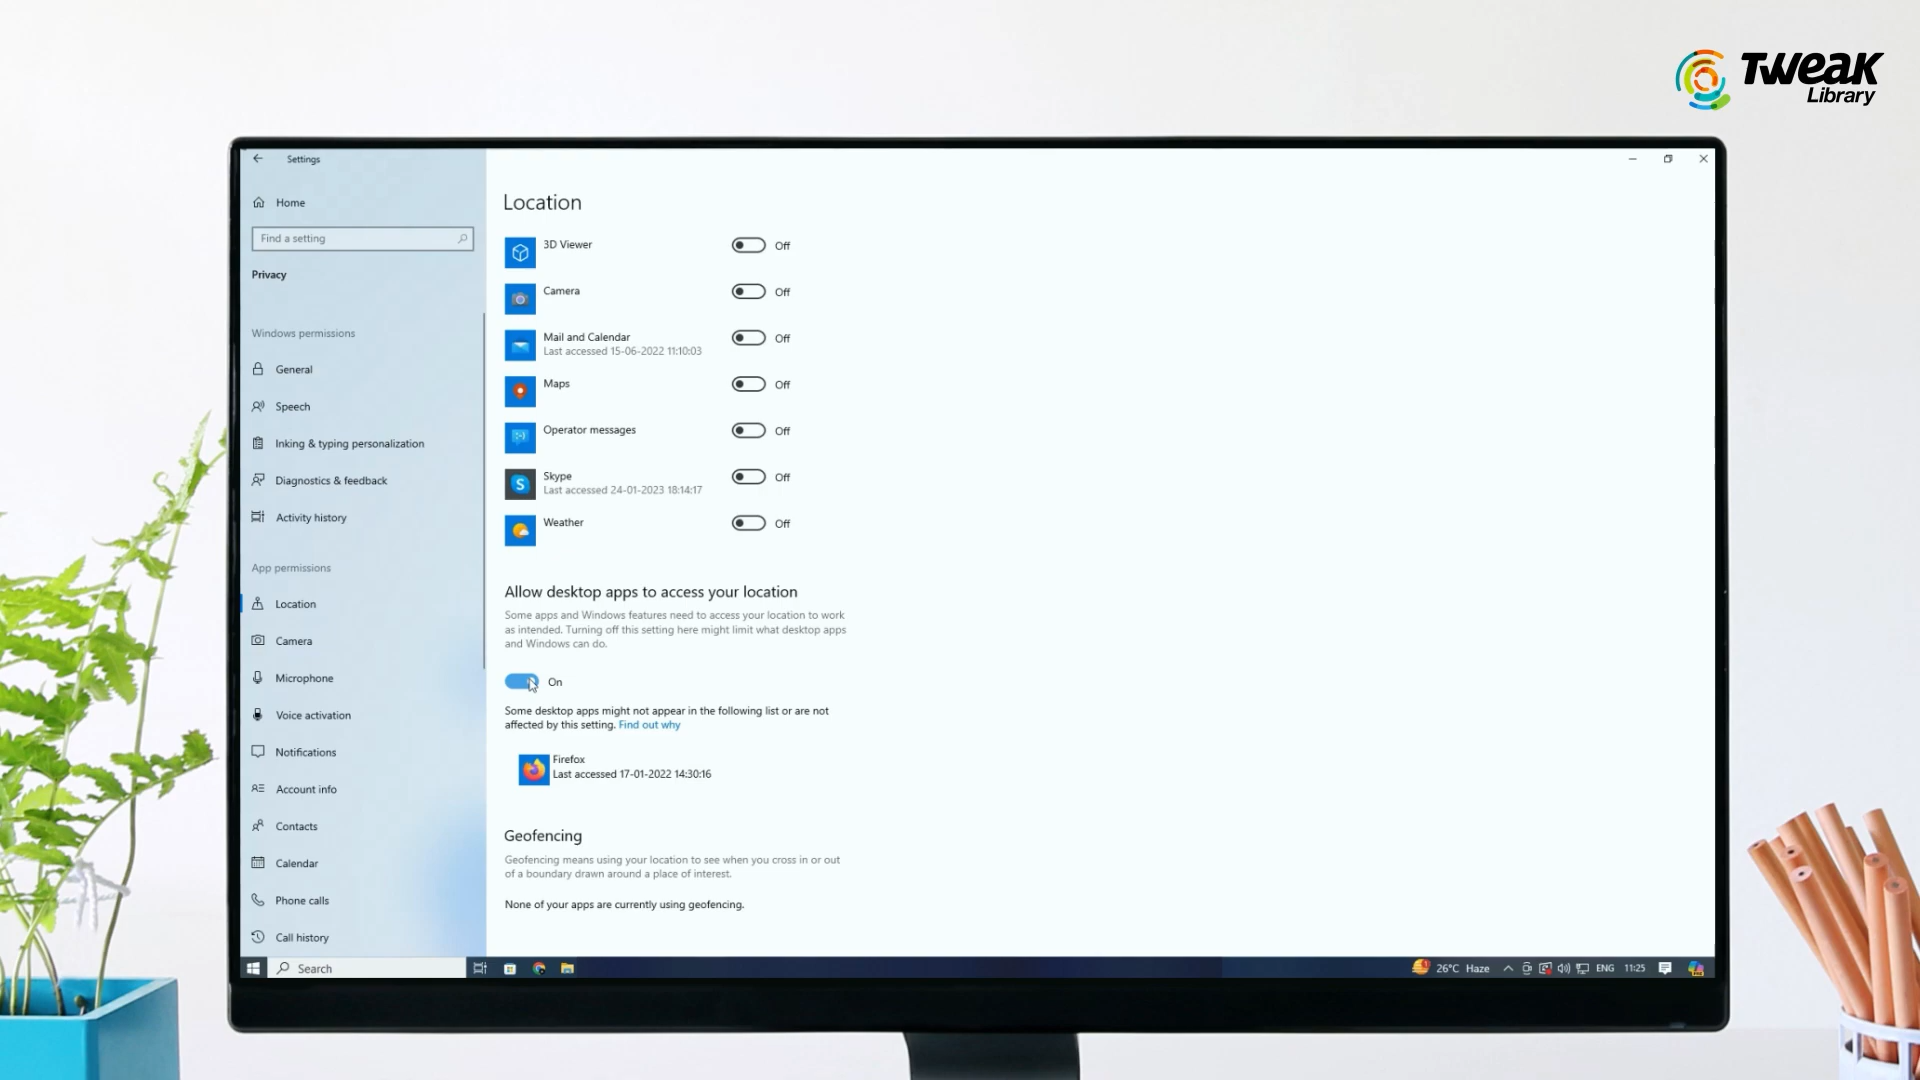 Tweak
Library
Settings
Home
Find a setting
Privacy
Windows permissions
General
Speech
Inking & typing personalization
Diagnostics & feedback
Activity history
App permissions
Location
Camera
Microphone
Voice activation
Notifications
Account info
Contacts
Calendar
Phone calls
Call history
Location
3D Viewer
Off
Camera
Off
Mail and Calendar
Last accessed 15-06-2022 11:10:03
Off
Maps
Off
Operator messages
Off
Skype
Last accessed 24-01-2023 18:14:17
Off
Weather
Off
Allow desktop apps to access your location
Some apps and Windows features need to access your location to work
as intended. Turning off this setting here might limit what desktop apps
and Windows can do.
On
Some desktop apps might not appear in the following list or are not
affected by this setting. Find out why
Firefox
Last accessed 17-01-2022 14:30:16
Geofencing
Geofencing means using your location to see when you cross in or out
of a boundary drawn around a place of interest.
None of your apps are currently using geofencing.
Search
26°C Haze
ENG
11:25